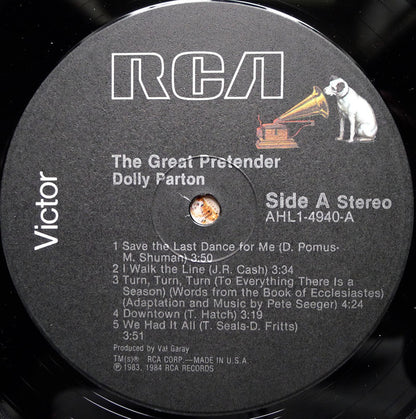 RCA
Victor
The Great Pretender
Dolly Parton
Side A Stereo
AHL1-4940-A
1 Save the Last Dance for Me (D. Pomus-
M. Shuman) 3:50
2 I Walk the Line (J.R. Cash) 3:34
3 Turn, Turn, Turn (To Everything There Is a
Season) (Words from the Book of Ecclesiastes)
(Adaptation and Music by Pete Seeger) 4:24
4 Downtown (T. Hatch) 3:19
5 We Had It All (T. Seals-D. Fritts)
3:51
Produced by Val Garay
TM(s)® RCA CORP.—MADE IN U.S.A.
℗ 1983, 1984 RCA RECORDS